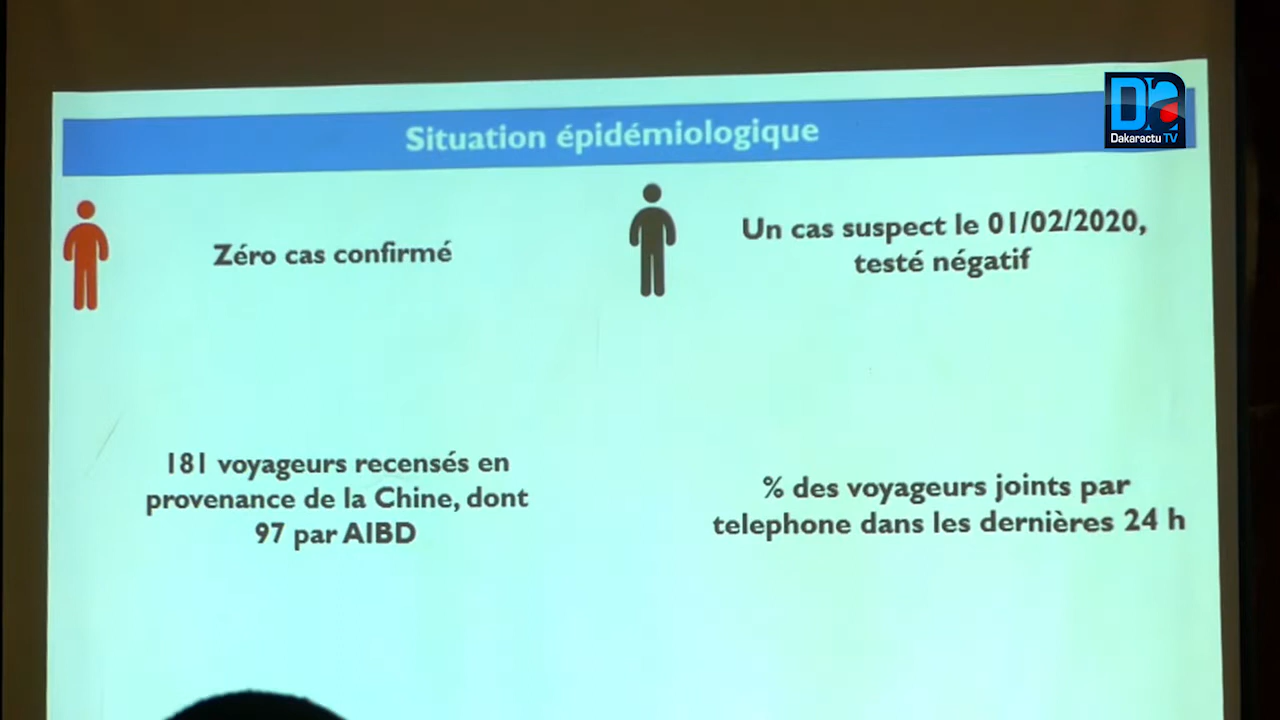 Situation épidémiologique
DA
Dakaractu TV
Zéro cas confirmé
Un cas suspect le 01/02/2020,
testé négatif
181 voyageurs recensés en
provenance de la Chine, dont
97 par AIBD
% des voyageurs joints par
telephone dans les dernières 24 h